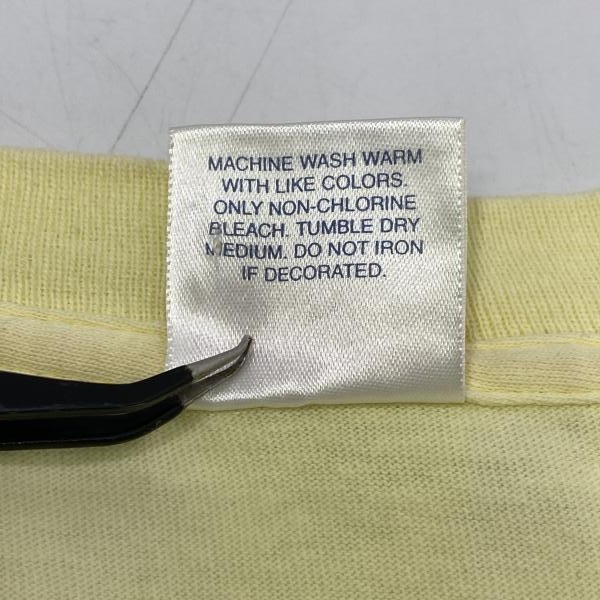 MACHINE WASH WARM
WITH LIKE COLORS.
ONLY NON-CHLORINE
BLEACH. TUMBLE DRY
MEDIUM. DO NOT IRON
IF DECORATED.